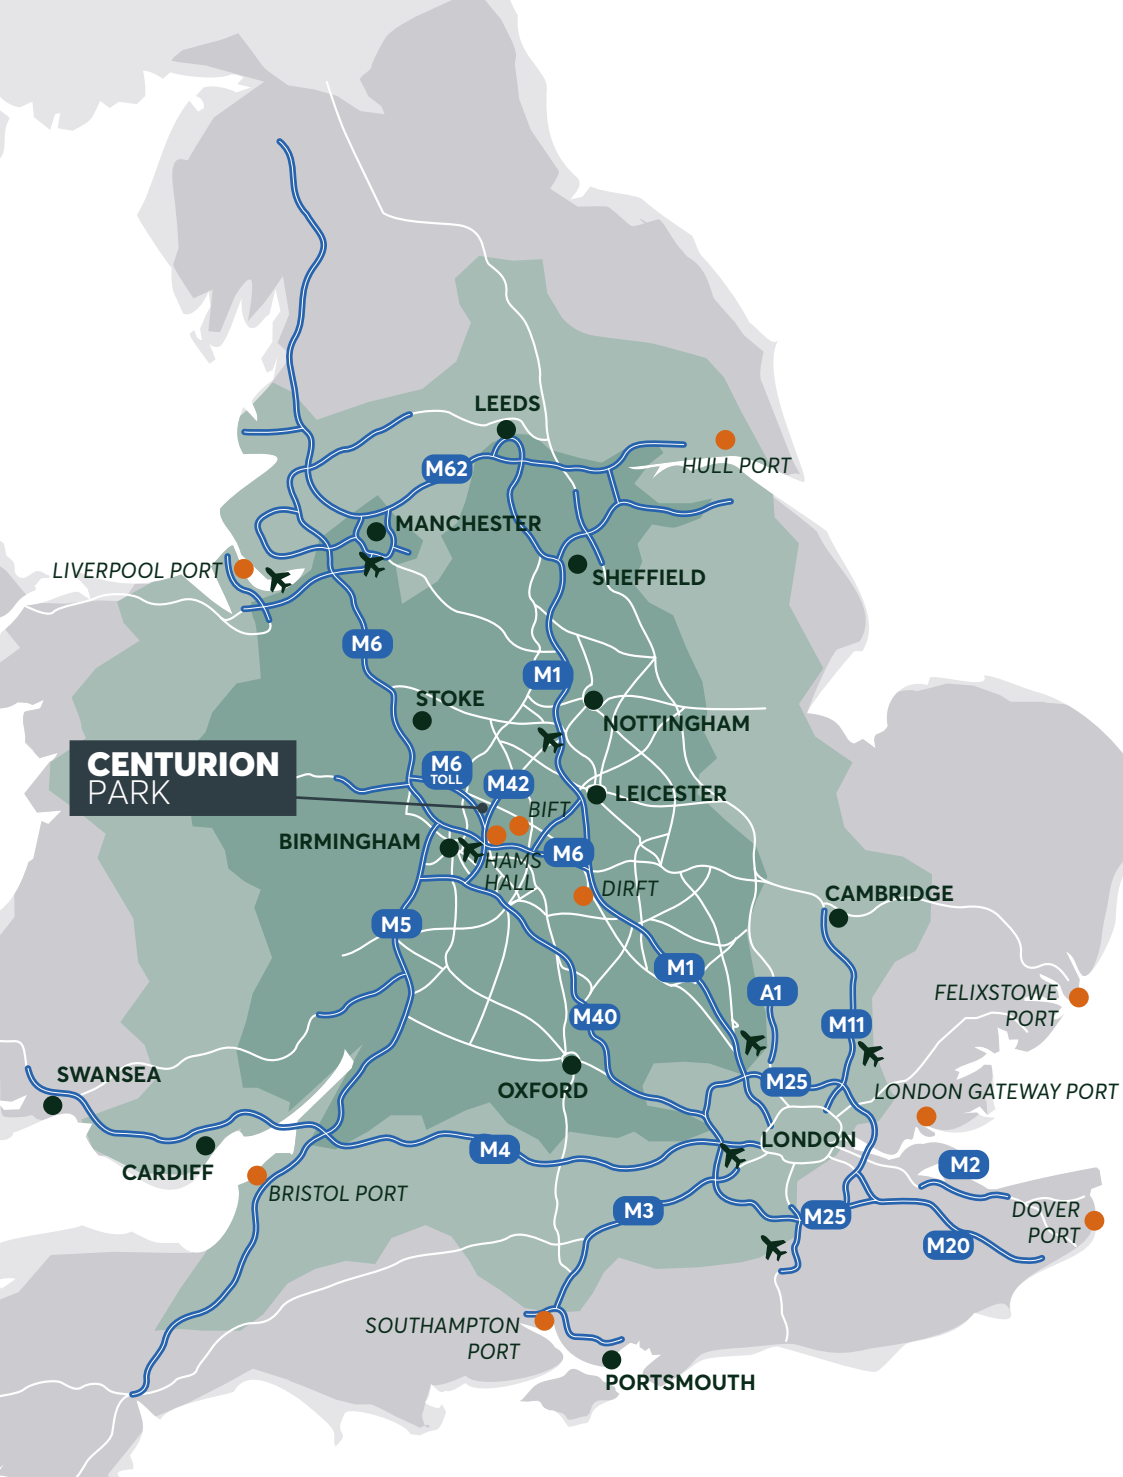 LEEDS
HULL PORT
M62
MANCHESTER
LIVERPOOL PORT
SHEFFIELD
M6
M1
STOKE
NOTTINGHAM
CENTURION
PARK
M6
TOLL
M42
LEICESTER
BIFT
BIRMINGHAM
HAMS
HALL
M6
DIRFT
CAMBRIDGE
M5
M1
A1
FELIXSTOWE
PORT
M40
M11
SWANSEA
OXFORD
M25
LONDON GATEWAY PORT
LONDON
M4
CARDIFF
M2
BRISTOL PORT
M3
M25
DOVER
PORT
M20
SOUTHAMPTON
PORT
PORTSMOUTH